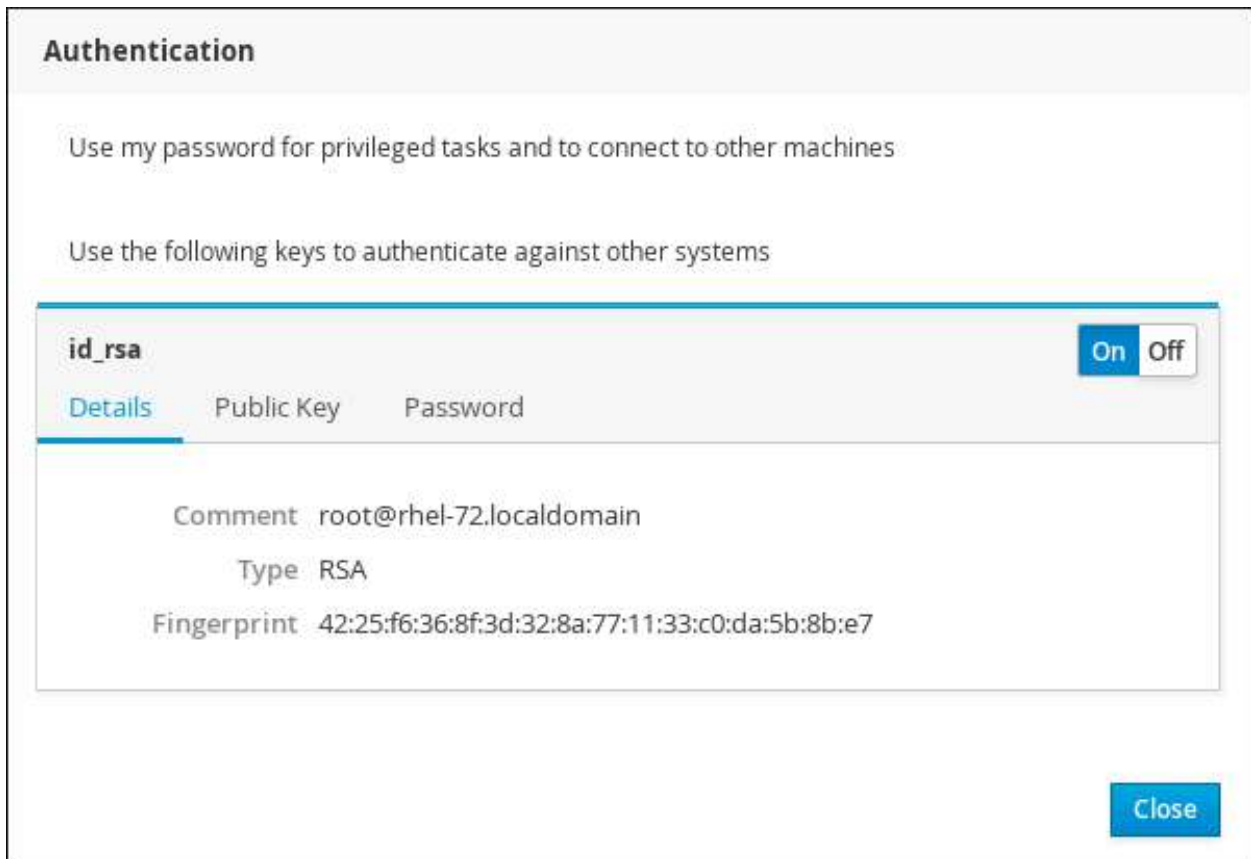 Authentication
Use my password for privileged tasks and to connect to other machines
Use the following keys to authenticate against other systems
id_rsa
On Off
Details Public Key Password
Comment root@rhel-72.localdomain
Type RSA
Fingerprint 42:25:f6:36:8f:3d:32:8a:77:11:33:c0:da:5b:8b:e7
Close